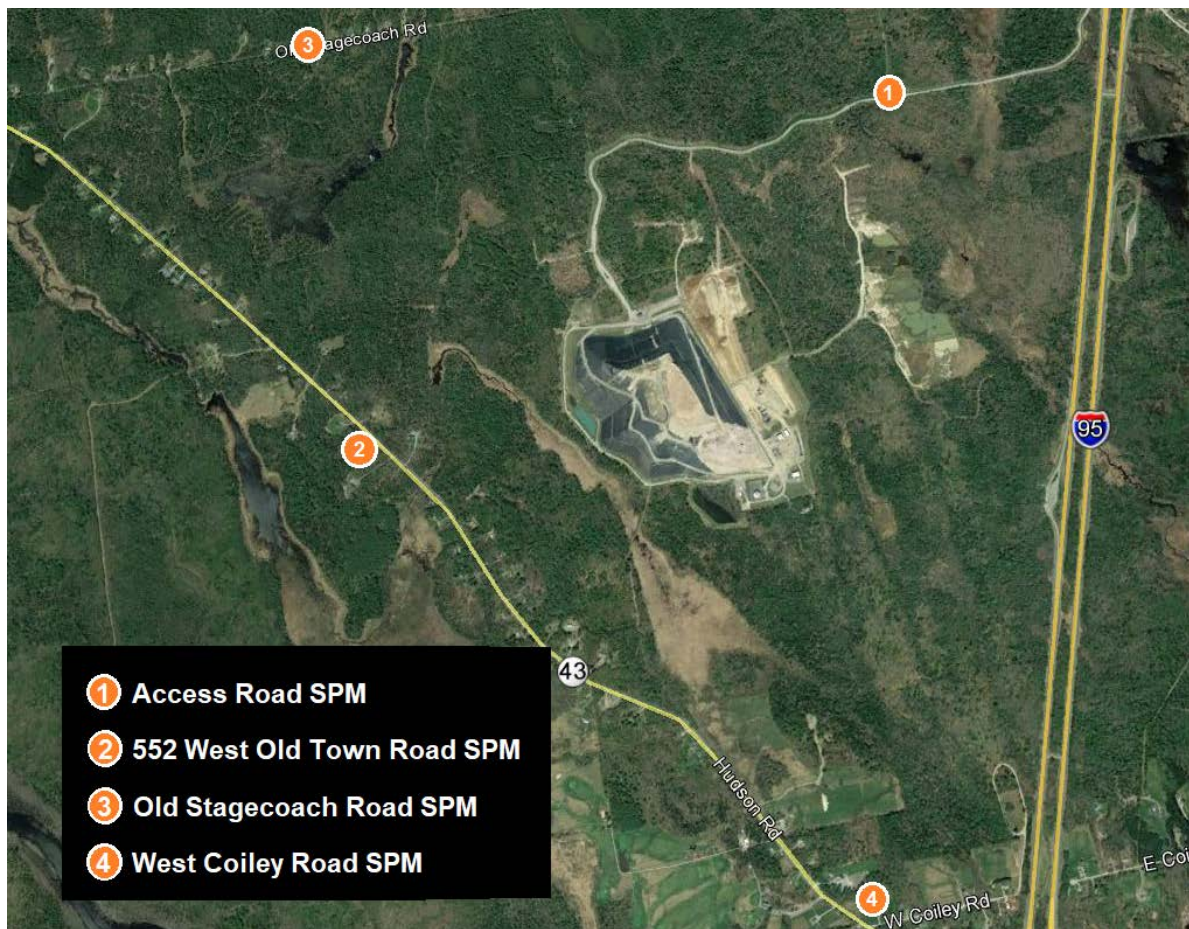 3
Old Stagecoach Rd
1
95
2
43
1 Access Road SPM
2 552 West Old Town Road SPM
3 Old Stagecoach Road SPM
4 West Coiley Road SPM
Hudson Rd
4
W Coiley Rd
E Coi